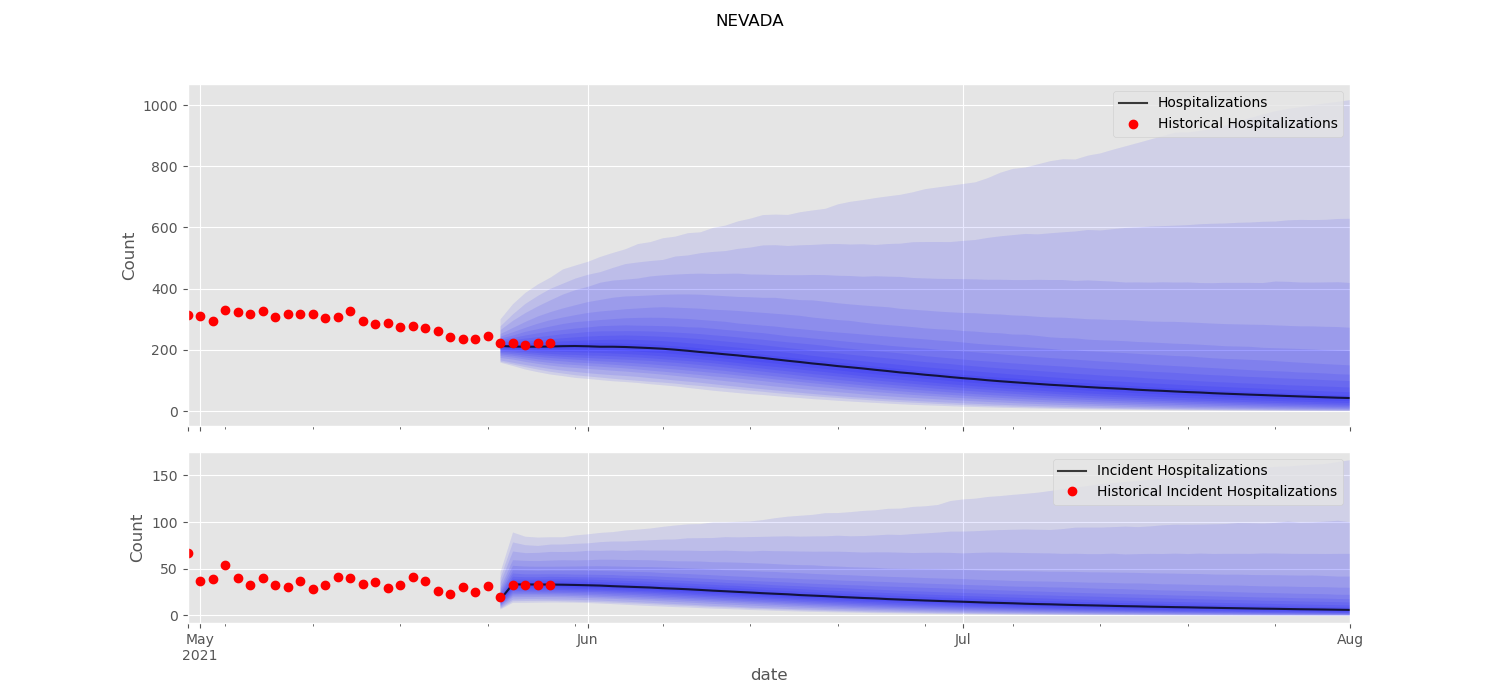 NEVADA
1000
800
600
400
200
0
Count
Hospitalizations
Historical Hospitalizations
150
100
50
0
Count
Incident Hospitalizations
Historical Incident Hospitalizations
May
2021
Jun
Jul
Aug
date